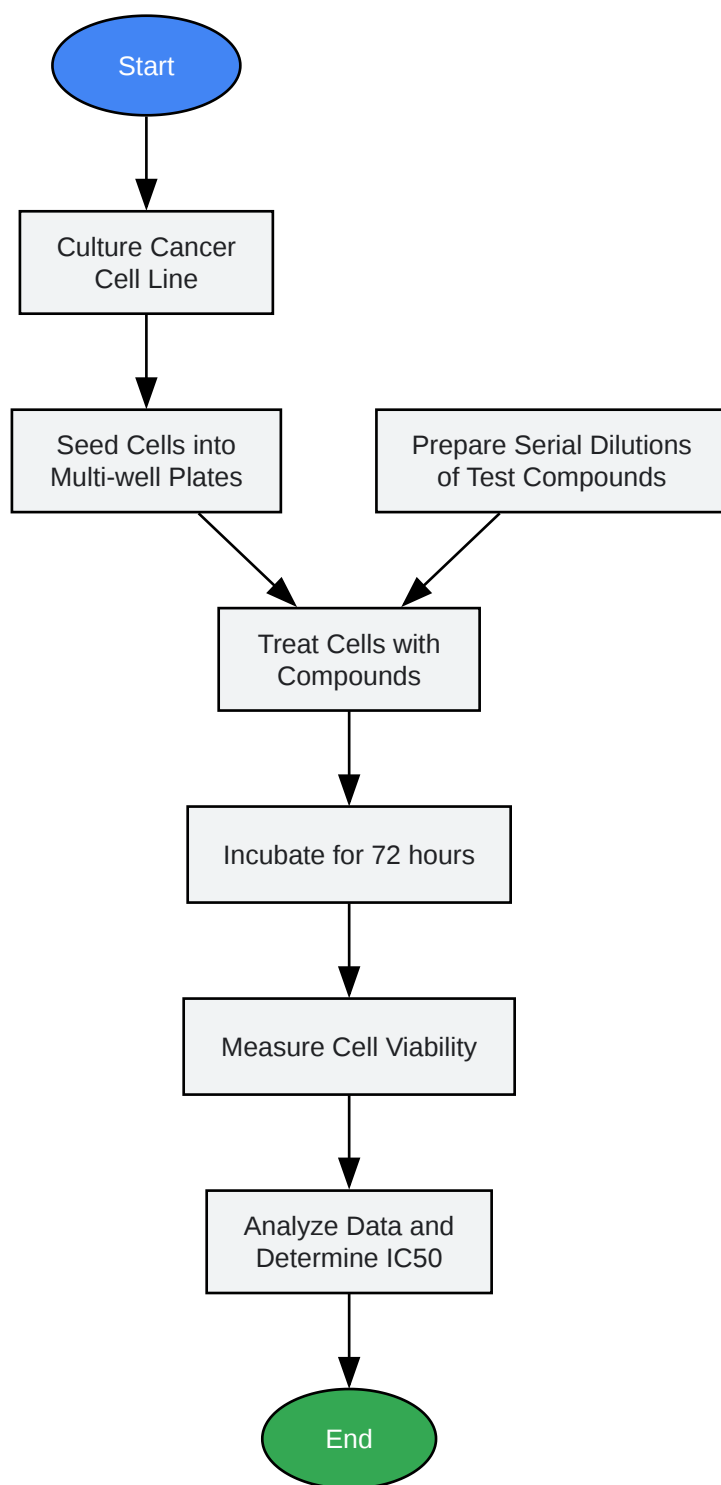 Start
Culture Cancer
Cell Line
Seed Cells into
Multi-well Plates
Prepare Serial Dilutions
of Test Compounds
Treat Cells with
Compounds
Incubate for 72 hours
Measure Cell Viability
Analyze Data and
Determine IC50
End